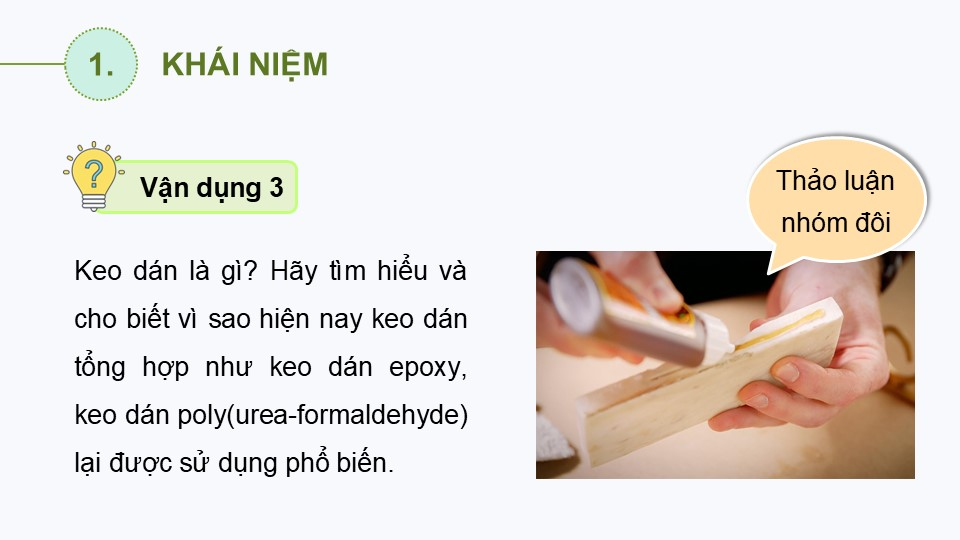 1.
KHÁI NIỆM
Vận dụng 3
Thảo luận
nhóm đôi
Keo dán là gì? Hãy tìm hiểu và
cho biết vì sao hiện nay keo dán
tổng hợp như keo dán epoxy,
keo dán poly(urea-formaldehyde)
lại được sử dụng phổ biến.